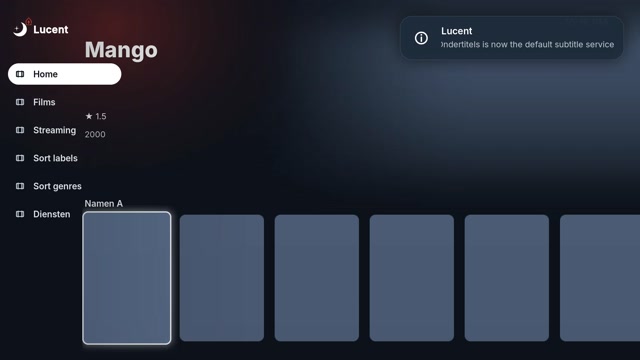 Lucent
Mango
Home
Films
★ 1.5
Streaming
2000
Sort labels
Sort genres
Namen A
Diensten
Lucent
is now the default subtitle service